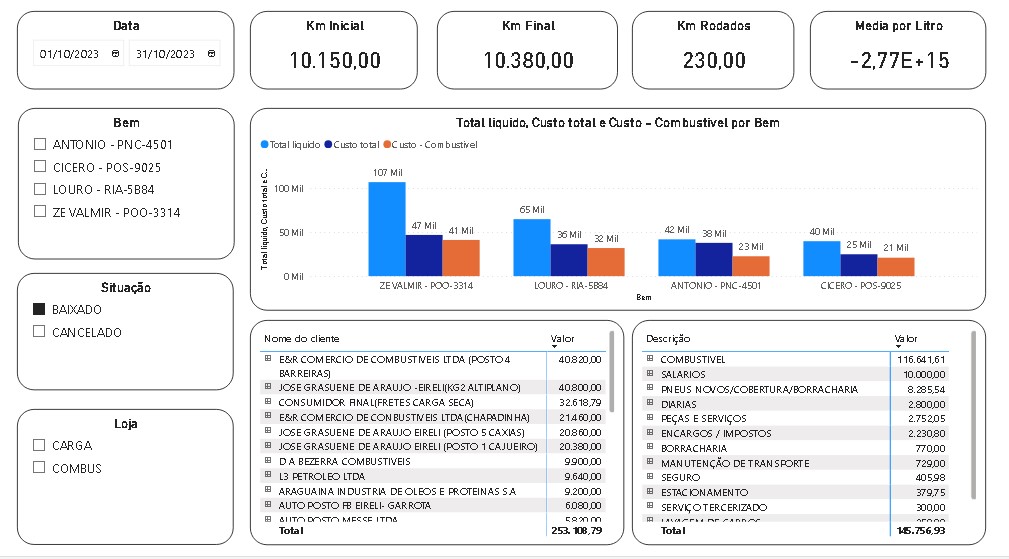 Data
01/10/2023 31/10/2023
Km Inicial
10.150,00
Km Final
10.380,00
Km Rodados
230,00
Media por Litro
-2,77E+15
Bem
ANTONIO - PNC-4501
CICERO - POS-9025
LOURO - RIA-5B84
ZE VALMIR - POO-3314
Situação
BAIXADO
CANCELADO
Loja
CARGA
COMBUS
Total liquido, Custo total e Custo - Combustivel por Bem
Total liquido Custo total Custo - Combustivel
Total liquido, Custo total e C...
100 Mil
50 Mil
0 Mil
107 Mil 47 Mil 41 Mil
65 Mil 36 Mil 32 Mil
42 Mil 38 Mil 23 Mil
40 Mil 25 Mil 21 Mil
ZE VALMIR - POO-3314 LOURO - RIA-5B84 ANTONIO - PNC-4501 CICERO - POS-9025
Bem
Nome do cliente Valor
E&R COMERCIO DE COMBUSTÍVEIS LTDA (POSTO 4 BARREIRAS) 40.820,00
JOSE GRASUENE DE ARAUJO -EIRELI(KG2 ALTIPLANO) 40.800,00
CONSUMIDOR FINAL(FRETES CARGA SECA) 32.618,79
E&R COMERCIO DE CONBUSTIVEIS LTDA(CHAPADINHA) 21.460,00
JOSE GRASUENE DE ARAUJO EIRELI (POSTO 5 CAXIAS) 20.860,00
JOSE GRASUENE DE ARAUJO EIRELI (POSTO 1 CAJUEIRO) 20.380,00
D A BEZERRA COMBUSTIVEIS 9.900,00
L3 PETROLEO LTDA 9.640,00
ARAGUAINA INDUSTRIA DE OLEOS E PROTEINAS S.A 9.200,00
AUTO POSTO FB EIRELI- GARROTA 6.080,00
AUTO POSTO MESSE LTDA 5.820,00
Total 253.108,79
Descrição Valor
COMBUSTIVEL 116.641,61
SALARIOS 10.000,00
PNEUS NOVOS/COBERTURA/BORRACHARIA 8.285,54
DIARIAS 2.800,00
PEÇAS E SERVIÇOS 2.752,05
ENCARGOS / IMPOSTOS 2.230,80
BORRACHARIA 770,00
MANUTENÇÃO DE TRANSPORTE 729,00
SEGURO 405,98
ESTACIONAMENTO 379,75
SERVIÇO TERCERIZADO 300,00
LAVAGEM DE CARROS
Total 145.756,93